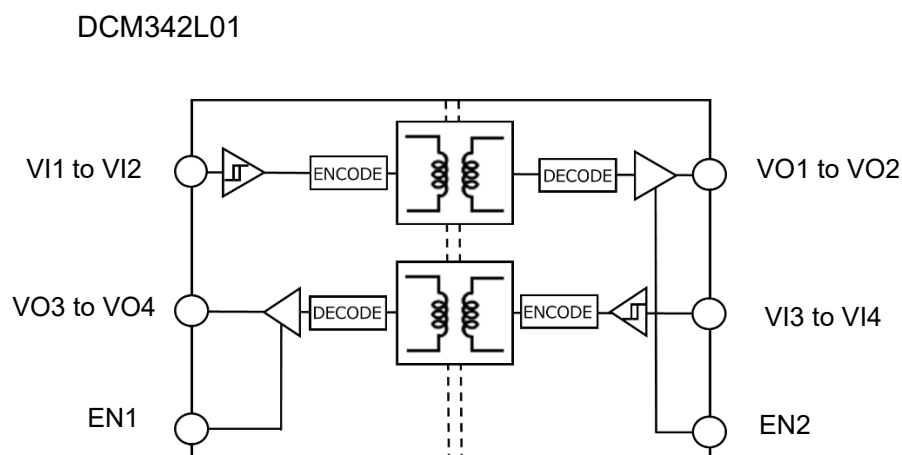 DCM342L01
VI1 to VI2
ENCODE
DECODE
VO1 to VO2
VO3 to VO4
DECODE
ENCODE
VI3 to VI4
EN1
EN2